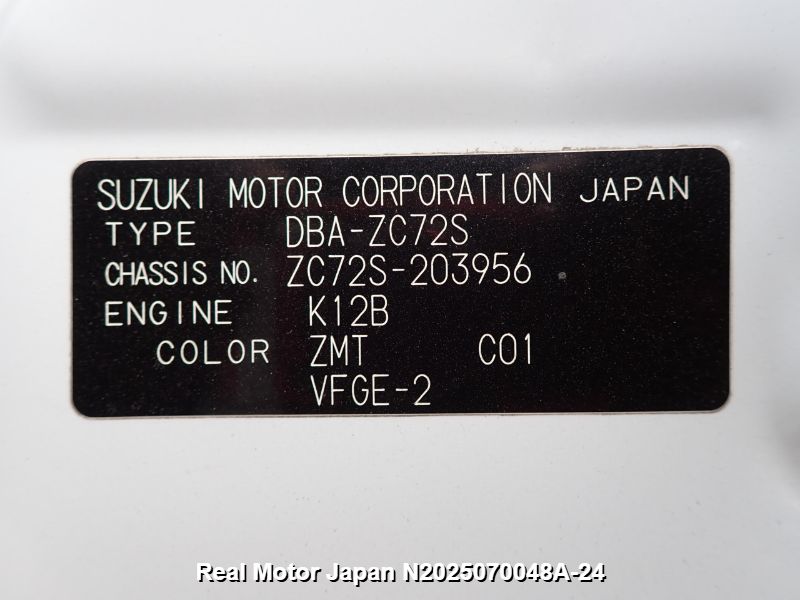 SUZUKI MOTOR CORPORATION JAPAN
TYPE DBA-ZC72S
CHASSIS NO. ZC72S-203956
ENGINE K12B
COLOR ZMT C01
VFGE-2
Real Motor Japan N2025070048A-24